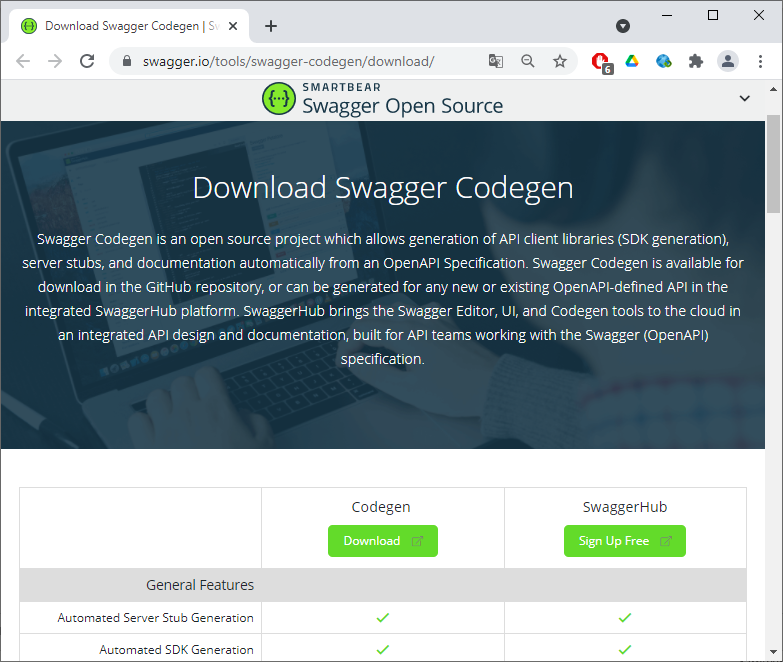 Download Swagger Codegen | Sw
swagger.io/tools/swagger-codegen/download/
6
SMARTBEAR
Swagger Open Source
Download Swagger Codegen
Swagger Codegen is an open source project which allows generation of API client libraries (SDK generation),
server stubs, and documentation automatically from an OpenAPI Specification. Swagger Codegen is available for
download in the GitHub repository, or can be generated for any new or existing OpenAPI-defined API in the
integrated SwaggerHub platform. SwaggerHub brings the Swagger Editor, UI, and Codegen tools to the cloud in
an integrated API design and documentation, built for API teams working with the Swagger (OpenAPI)
specification.
Codegen SwaggerHub
Download Sign Up Free
General Features
Automated Server Stub Generation
Automated SDK Generation